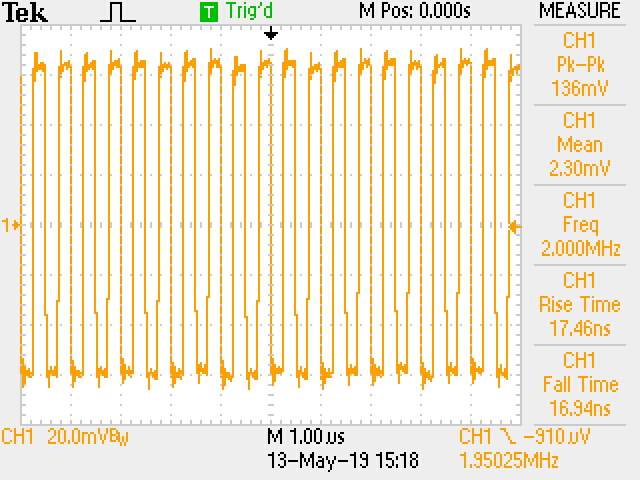 Tek T Trig'd M Pos: 0.000s MEASURE
CH1
Pk-Pk
136mV
CH1
Mean
2.30mV
1
CH1
Freq
2.000MHz
CH1
Rise Time
17.46ns
CH1
Fall Time
16.94ns
CH1 20.0mVBw M 1.00us CH1 -910uV
13-May-19 15:18 1.95025MHz